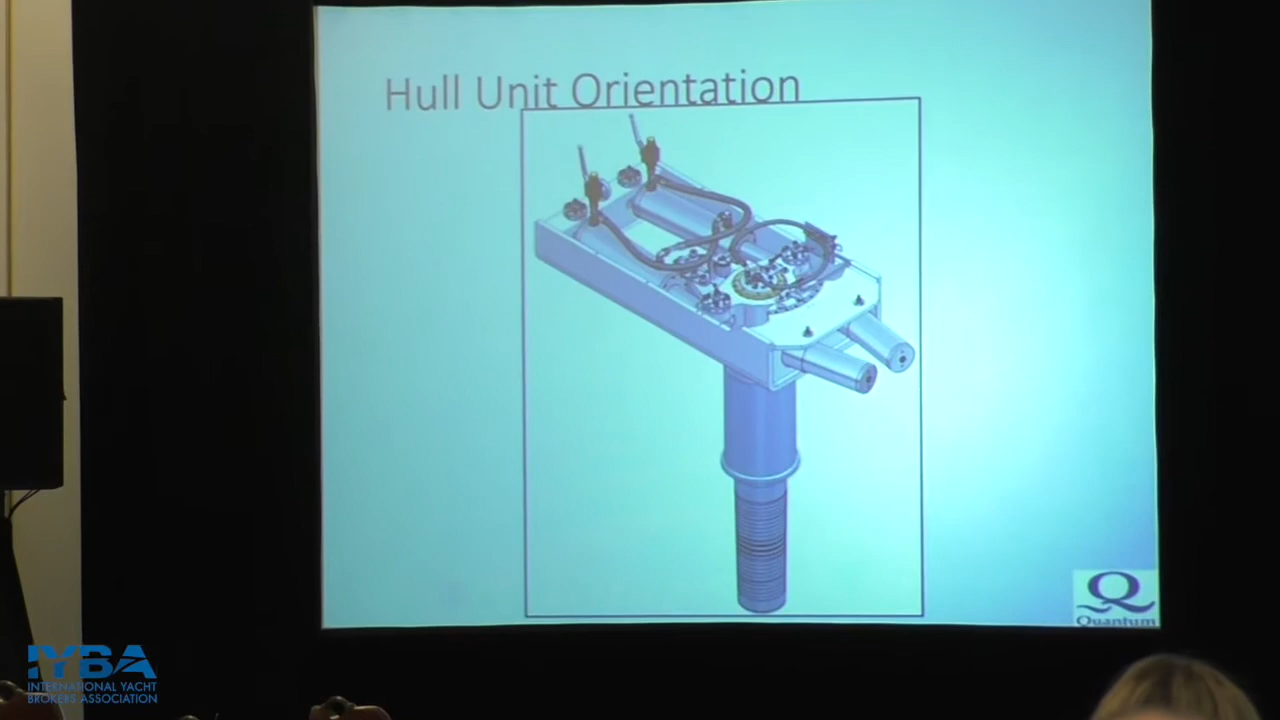 Hull Unit Orientation
Q
Quantum
IYBA
INTERNATIONAL YACHT
BROKERS ASSOCIATION